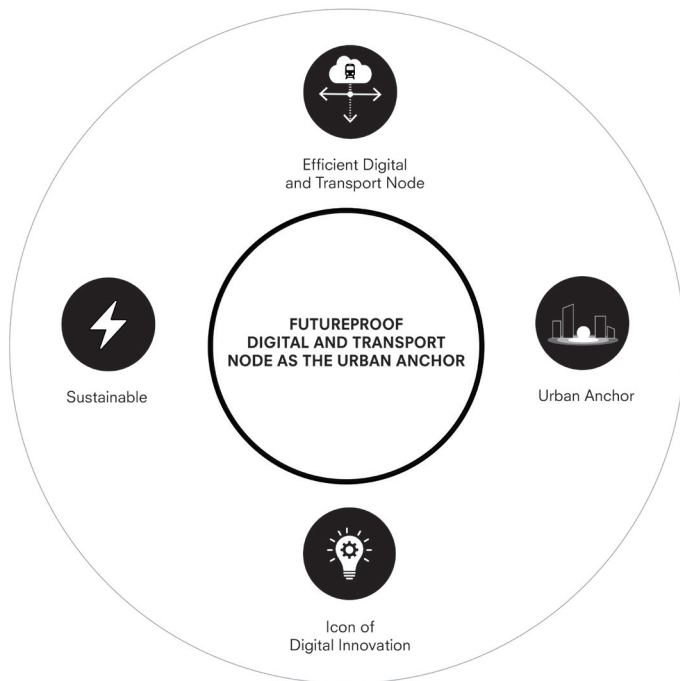 Efficient Digital
and Transport Node
FUTUREPROOF
DIGITAL AND TRANSPORT
NODE AS THE URBAN ANCHOR
Sustainable
Urban Anchor
Icon of
Digital Innovation